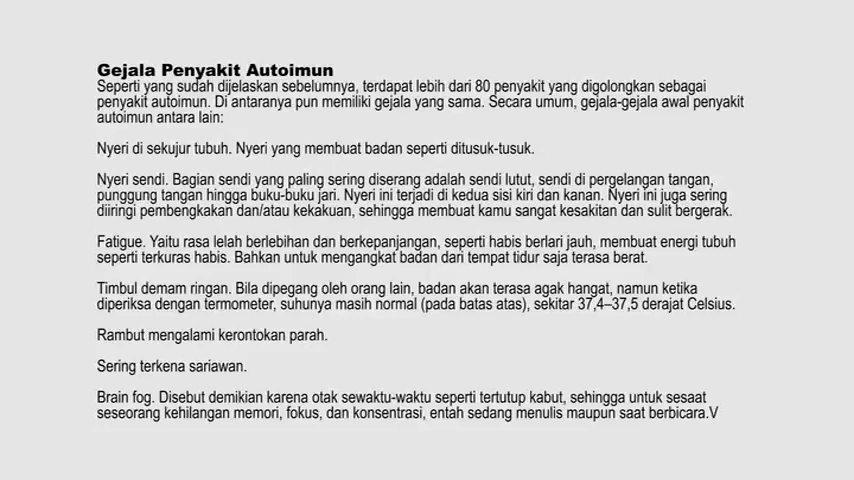 Gejala Penyakit Autoimun
Seperti yang sudah dijelaskan sebelumnya, terdapat lebih dari 80 penyakit yang digolongkan sebagai
penyakit autoimun. Di antaranya pun memiliki gejala yang sama. Secara umum, gejala-gejala awal penyakit
autoimun antara lain:
Nyeri di sekujur tubuh. Nyeri yang membuat badan seperti ditusuk-tusuk.
Nyeri sendi. Bagian sendi yang paling sering diserang adalah sendi lutut, sendi di pergelangan tangan,
punggung tangan hingga buku-buku jari. Nyeri ini terjadi di kedua sisi kiri dan kanan. Nyeri ini juga sering
diiringi pembengkakan dan/atau kekakuan, sehingga membuat kamu sangat kesakitan dan sulit bergerak.
Fatigue. Yaitu rasa lelah berlebihan dan berkepanjangan, seperti habis berlari jauh, membuat energi tubuh
seperti terkuras habis. Bahkan untuk mengangkat badan dari tempat tidur saja terasa berat.
Timbul demam ringan. Bila dipegang oleh orang lain, badan akan terasa agak hangat, namun ketika
diperiksa dengan termometer, suhunya masih normal (pada batas atas), sekitar 37,4–37,5 derajat Celsius.
Rambut mengalami kerontokan parah.
Sering terkena sariawan.
Brain fog. Disebut demikian karena otak sewaktu-waktu seperti tertutup kabut, sehingga untuk sesaat
seseorang kehilangan memori, fokus, dan konsentrasi, entah sedang menulis maupun saat berbicara.V